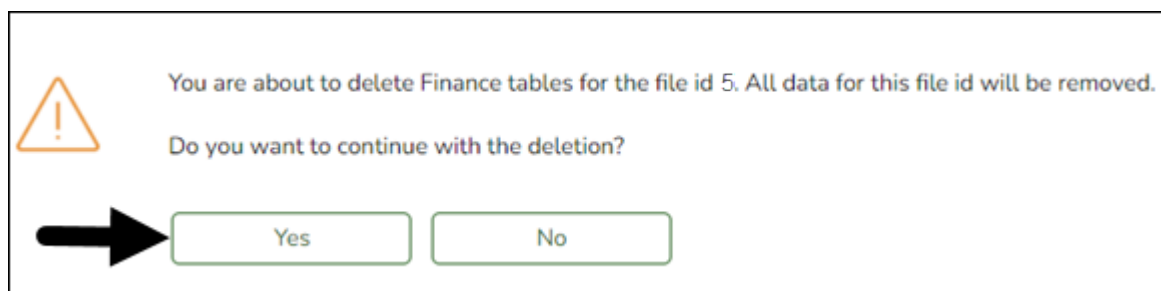 You are about to delete Finance tables for the file id 5. All data for this file id will be removed.
Do you want to continue with the deletion?
Yes No